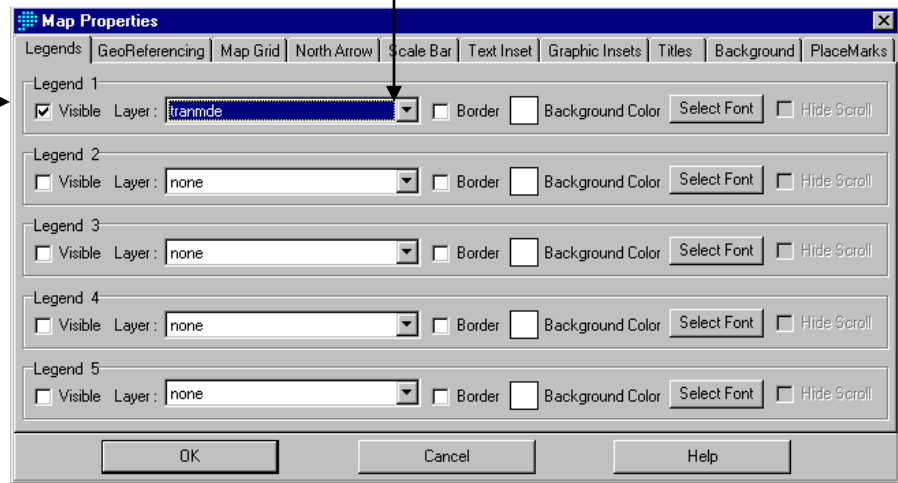 Map Properties
Legends GeoReferencing Map Grid North Arrow Scale Bar Text Inset Graphic Insets Titles Background PlaceMarks
Legend 1
Visible Layer : tranmde Border Background Color Select Font Hide Scroll
Legend 2
Visible Layer : none Border Background Color Select Font Hide Scroll
Legend 3
Visible Layer : none Border Background Color Select Font Hide Scroll
Legend 4
Visible Layer : none Border Background Color Select Font Hide Scroll
Legend 5
Visible Layer : none Border Background Color Select Font Hide Scroll
OK Cancel Help